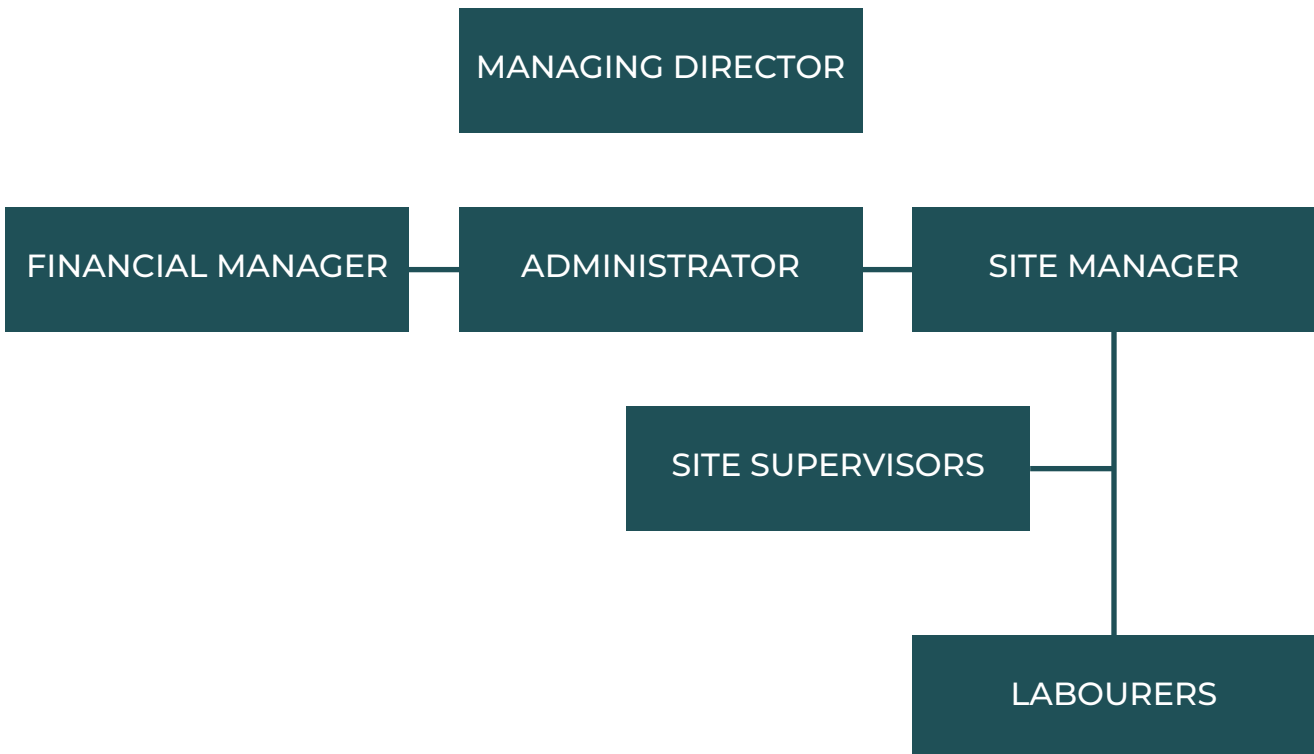 MANAGING DIRECTOR
FINANCIAL MANAGER
ADMINISTRATOR
SITE MANAGER
SITE SUPERVISORS
LABOURERS